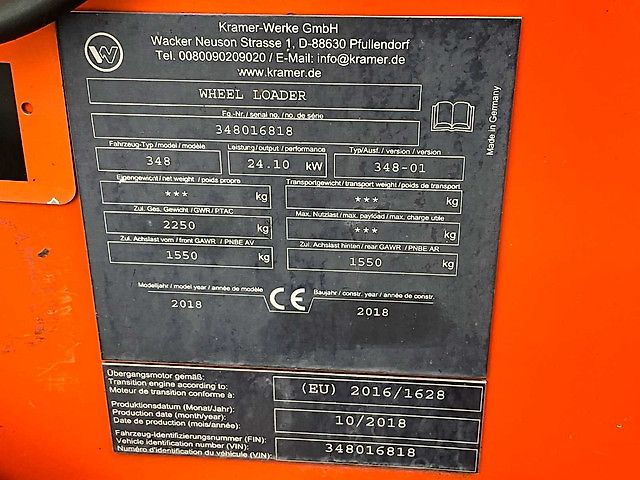 Kramer-Werke GmbH
Wacker Neuson Strasse 1, D-88630 Pfullendorf
Tel. 0080090209020 / E-Mail: info@kramer.de
www.kramer.de
WHEEL LOADER
Fg.-Nr./ serial no./ no. de série
348016818
Made in Germany
Fahrzeug-Typ / model / modèle Leistung/output / performance Typ/Ausf. / version / version
348 24.10 kW 348-01
Eigengewicht / net weight / poids propre Transportgewicht / transport weight / poids de transport
*** kg *** kg
Zul. Ges. Gewicht / GWR / PTAC Max. Nutzlast / max. payload / max. charge utile
2250 kg *** kg
Zul. Achslast vorn / front GAWR / PNBE AV Zul. Achslast hinten / rear GAWR / PNBE AR
1550 kg 1550 kg
Modelljahr / model year / année de modèle CE Baujahr / constr. year / année de constr.
2018 2018
Übergangsmotor gemäß:
Transition engine according to: (EU) 2016/1628
Moteur de transition conforme à:
Produktionsdatum (Monat/Jahr):
Production date (month/year): 10/2018
Date de production (mois/année):
Fahrzeug-Identifizierungsnummer (FIN):
Vehicle identification number (VIN): 348016818
Numéro d'identification du véhicule (VIN):